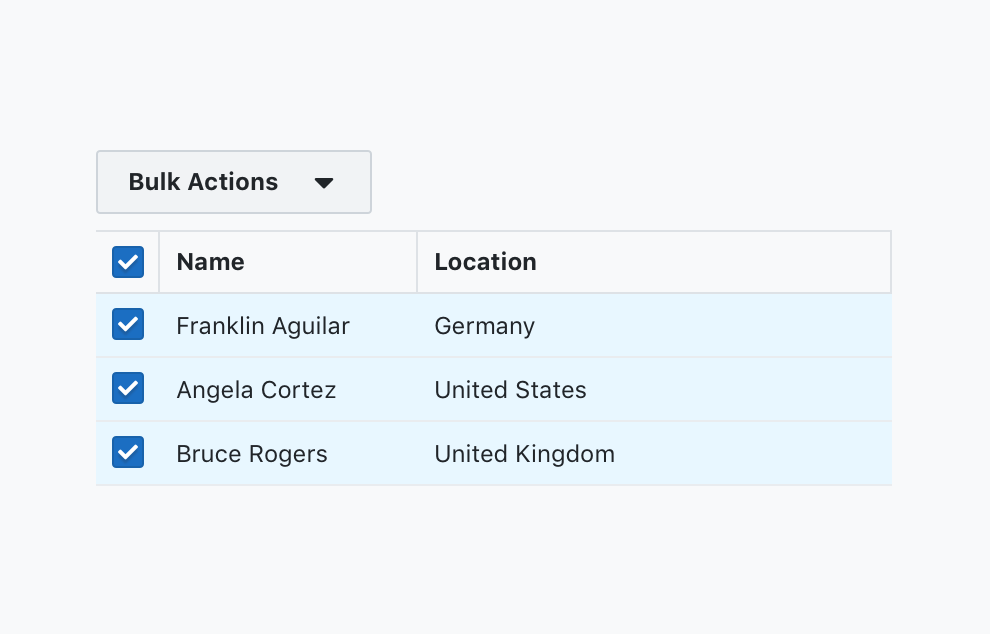 Bulk Actions
Name Location
Franklin Aguilar Germany
Angela Cortez United States
Bruce Rogers United Kingdom